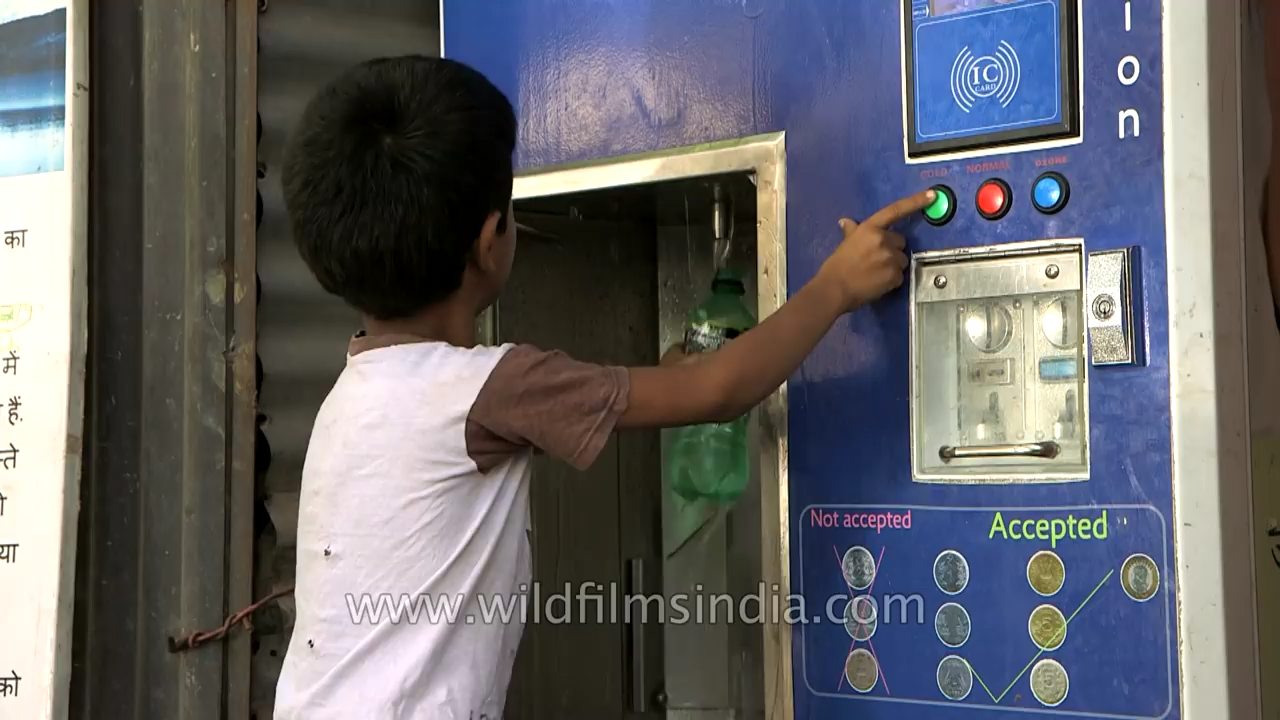 का
में
हैं.
स्ते
या
को
ion
IC
CARD
COLD
NORMAL
OZONE
Not accepted
Accepted
www.wildfilmsindia.com